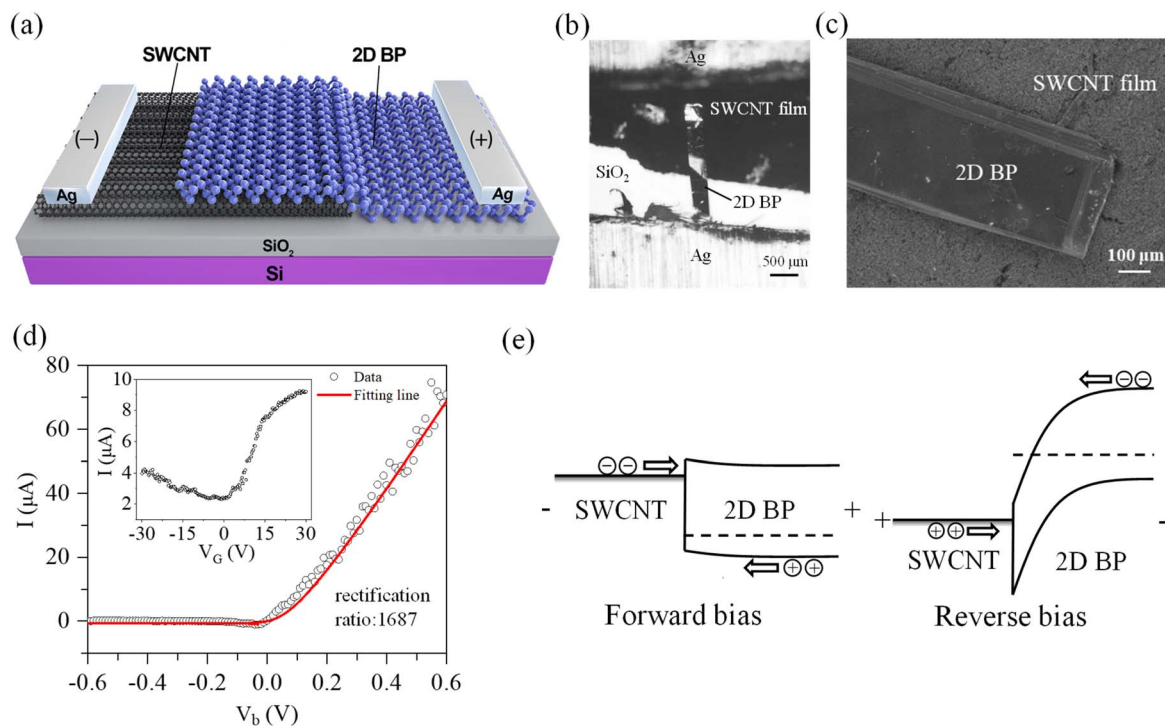 (a)
SWCNT
2D BP
(−)
(+)
Ag
Ag
SiO2
Si
(b)
Ag
SWCNT film
SiO2
2D BP
Ag
500 μm
(c)
SWCNT film
2D BP
100 μm
(d)
80
60
40
20
0
I (μA)
-0.6
-0.4
-0.2
0.0
0.2
0.4
0.6
Vb (V)
Data
Fitting line
rectification
ratio:1687
10
8
6
4
2
I (μA)
-30
-15
0
15
30
VG (V)
(e)
− −
SWCNT
2D BP
-
+
+ +
Forward bias
− −
+
+ +
SWCNT
2D BP
-
Reverse bias